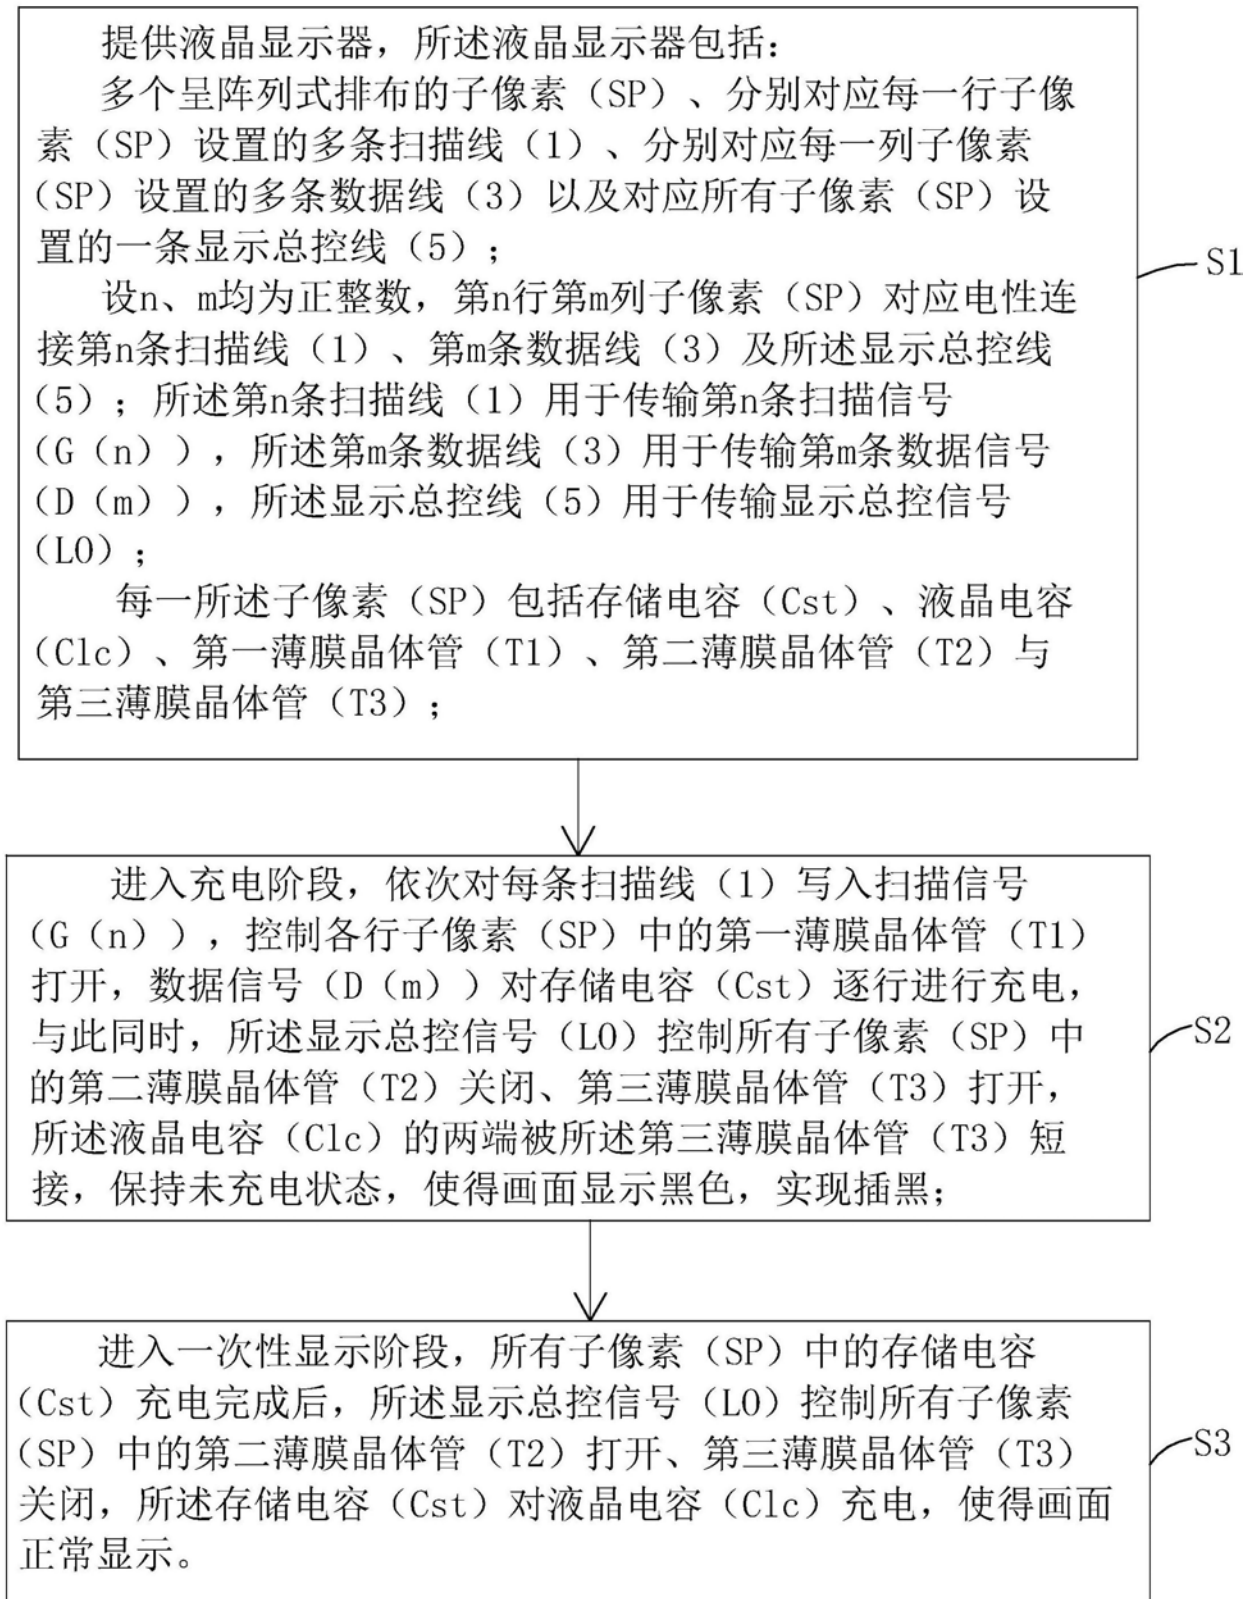 提供液晶显示器，所述液晶显示器包括：
多个呈阵列式排布的子像素（SP）、分别对应每一行子像
素（SP）设置的多条扫描线（1）、分别对应每一列子像素
（SP）设置的多条数据线（3）以及对应所有子像素（SP）设
置的一条显示总控线（5）；
设n、m均为正整数，第n行第m列子像素（SP）对应电性连
接第n条扫描线（1）、第m条数据线（3）及所述显示总控线
（5）；所述第n条扫描线（1）用于传输第n条扫描信号
（G（n）），所述第m条数据线（3）用于传输第m条数据信号
（D（m）），所述显示总控线（5）用于传输显示总控信号
（LO）；
每一所述子像素（SP）包括存储电容（Cst）、液晶电容
（Clc）、第一薄膜晶体管（T1）、第二薄膜晶体管（T2）与
第三薄膜晶体管（T3）；
S1
进入充电阶段，依次对每条扫描线（1）写入扫描信号
（G（n）），控制各行子像素（SP）中的第一薄膜晶体管（T1）
打开，数据信号（D（m））对存储电容（Cst）逐行进行充电，
与此同时，所述显示总控信号（LO）控制所有子像素（SP）中
的第二薄膜晶体管（T2）关闭、第三薄膜晶体管（T3）打开，
所述液晶电容（Clc）的两端被所述第三薄膜晶体管（T3）短
接，保持未充电状态，使得画面显示黑色，实现插黑；
S2
进入一次性显示阶段，所有子像素（SP）中的存储电容
（Cst）充电完成后，所述显示总控信号（LO）控制所有子像素
（SP）中的第二薄膜晶体管（T2）打开、第三薄膜晶体管（T3）
关闭，所述存储电容（Cst）对液晶电容（Clc）充电，使得画面
正常显示。
S3